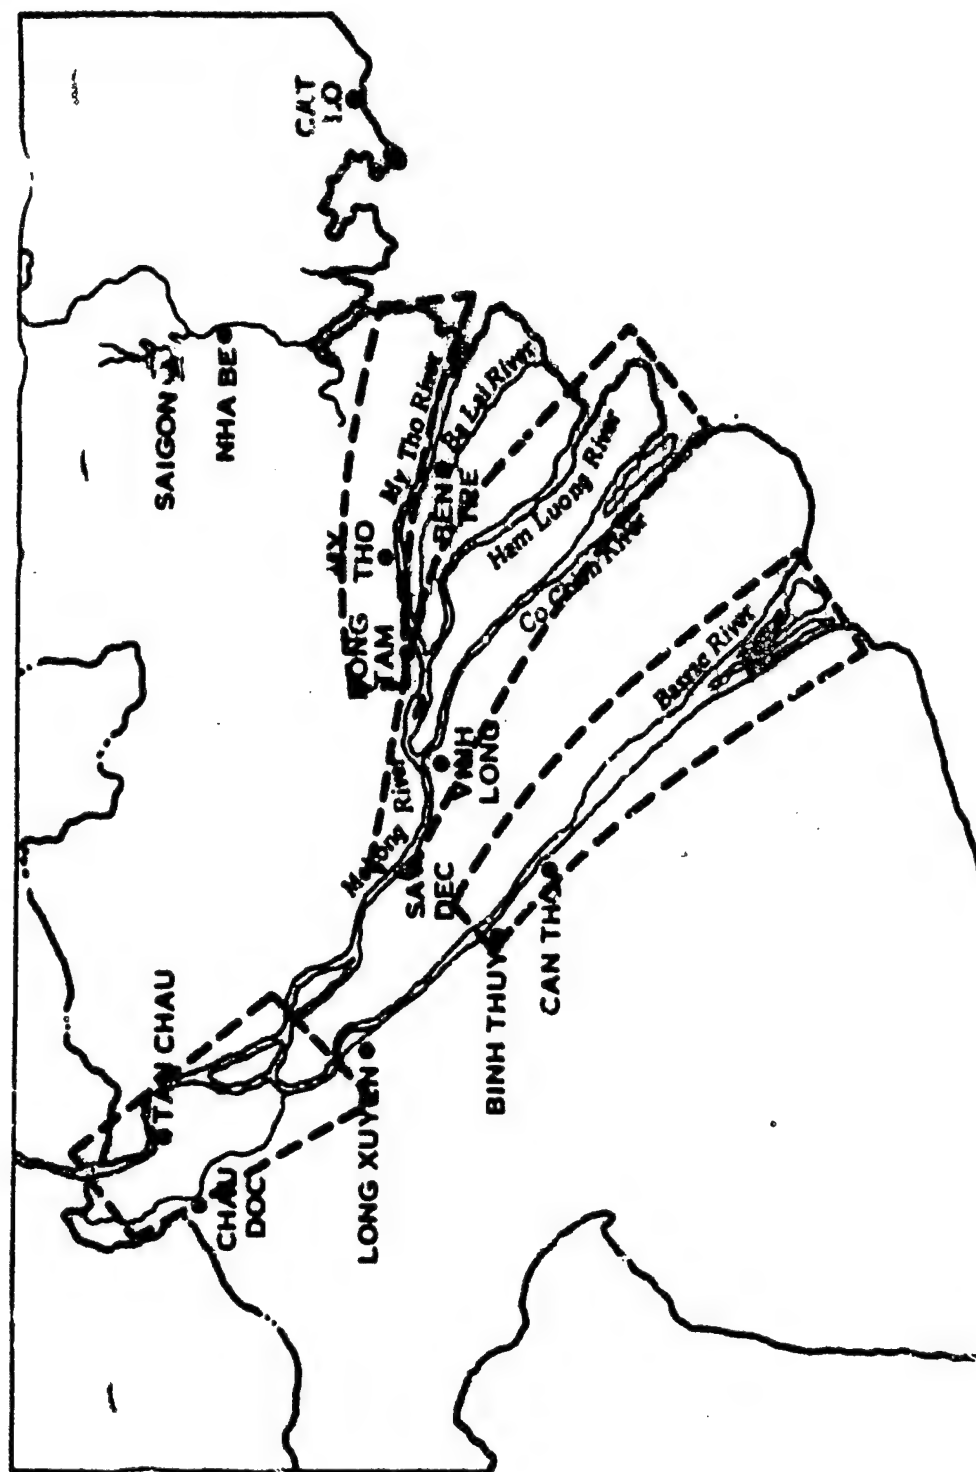 CAT
LO
SAIGON
NHA BE
MY
THO
My Tho River
Ba Lai River
BEN
TRE
DONG
TAM
Ham Luong River
Co Chien River
Mekong River
VINH
LONG
SA
DEC
Bassac River
BINH THUY
CAN THO
TAN CHAU
CHAU
DOC
LONG XUYEN